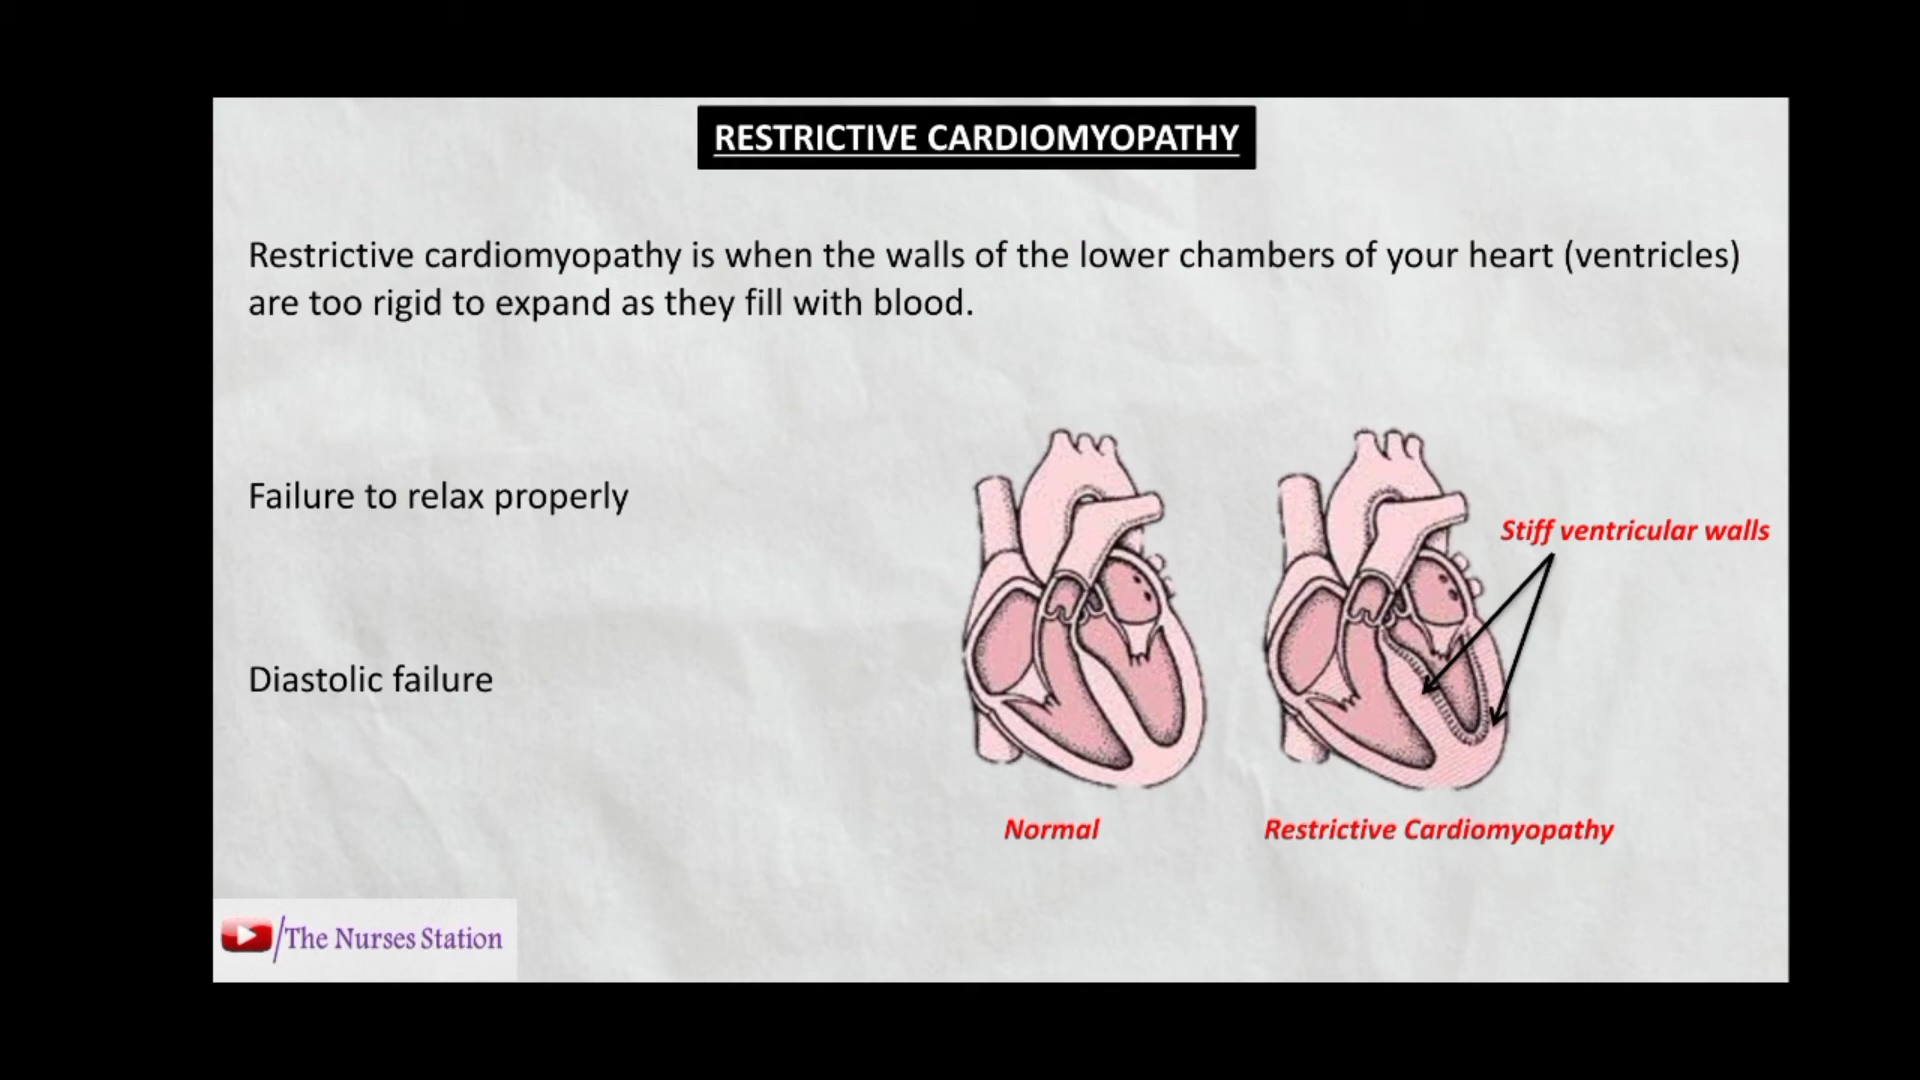 RESTRICTIVE CARDIOMYOPATHY
Restrictive cardiomyopathy is when the walls of the lower chambers of your heart (ventricles)
are too rigid to expand as they fill with blood.
Failure to relax properly
Stiff ventricular walls
Diastolic failure
Normal
Restrictive Cardiomyopathy
/The Nurses Station